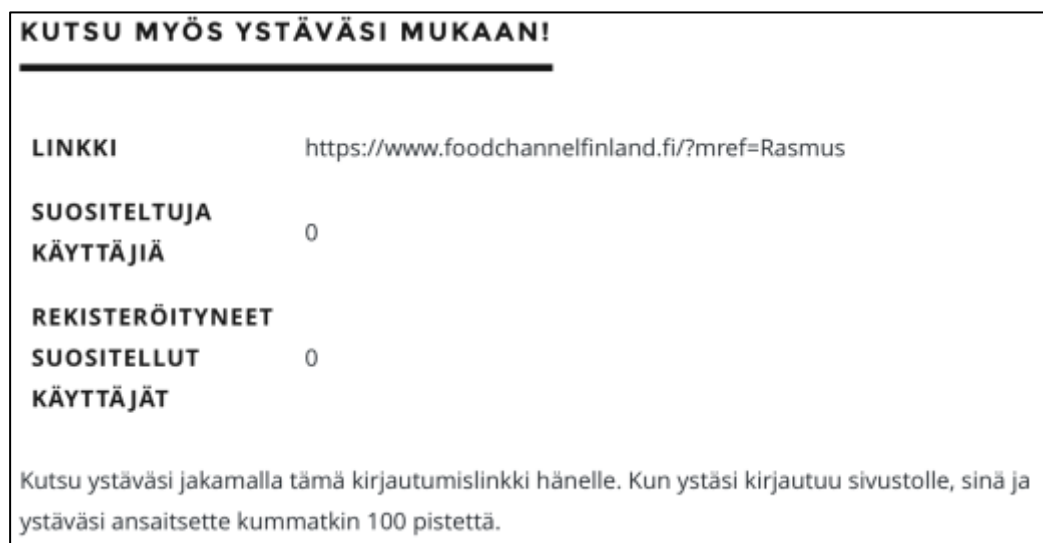 KUTSU MYÖS YSTÄVÄSI MUKAAN!
LINKKI https://www.foodchannelfinland.fi/?mref=Rasmus
SUOSITELTUJA
KÄYTTÄJIÄ 0
REKISTERÖITYNEET
SUOSITELLUT 0
KÄYTTÄJÄT
Kutsu ystäväsi jakamalla tämä kirjautumislinkki hänelle. Kun ystäsi kirjautuu sivustolle, sinä ja
ystäväsi ansaitsette kummatkin 100 pistettä.